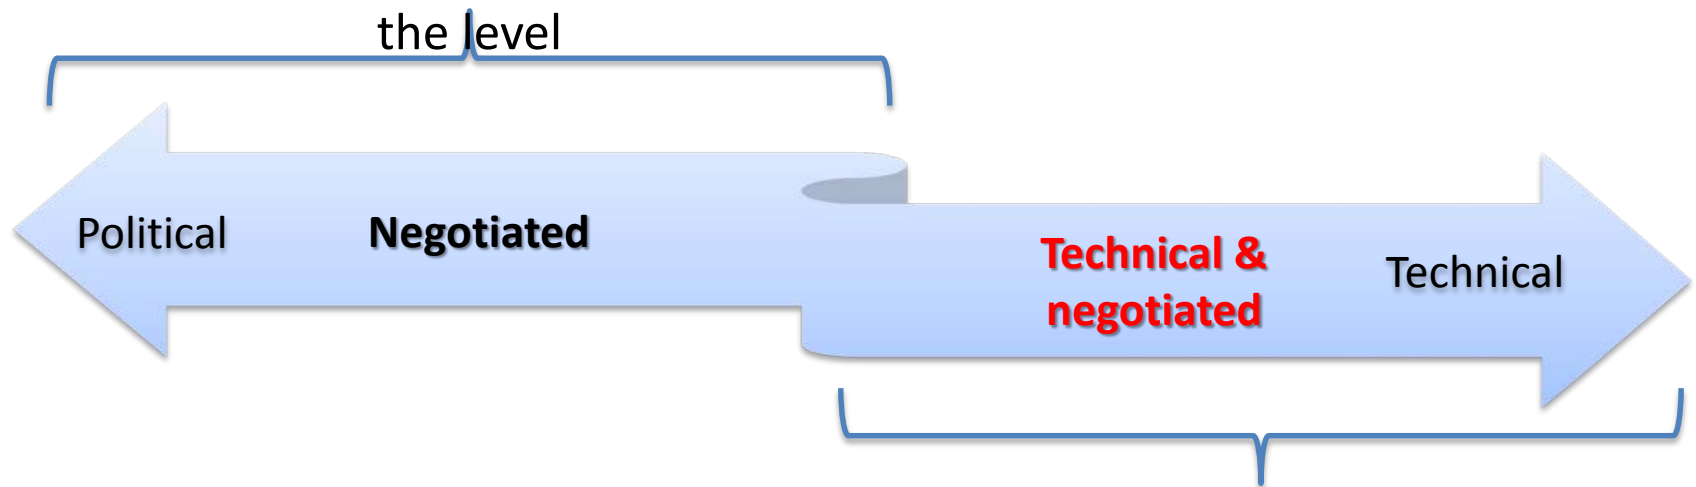 the level
Political
Negotiated
Technical &
negotiated
Technical